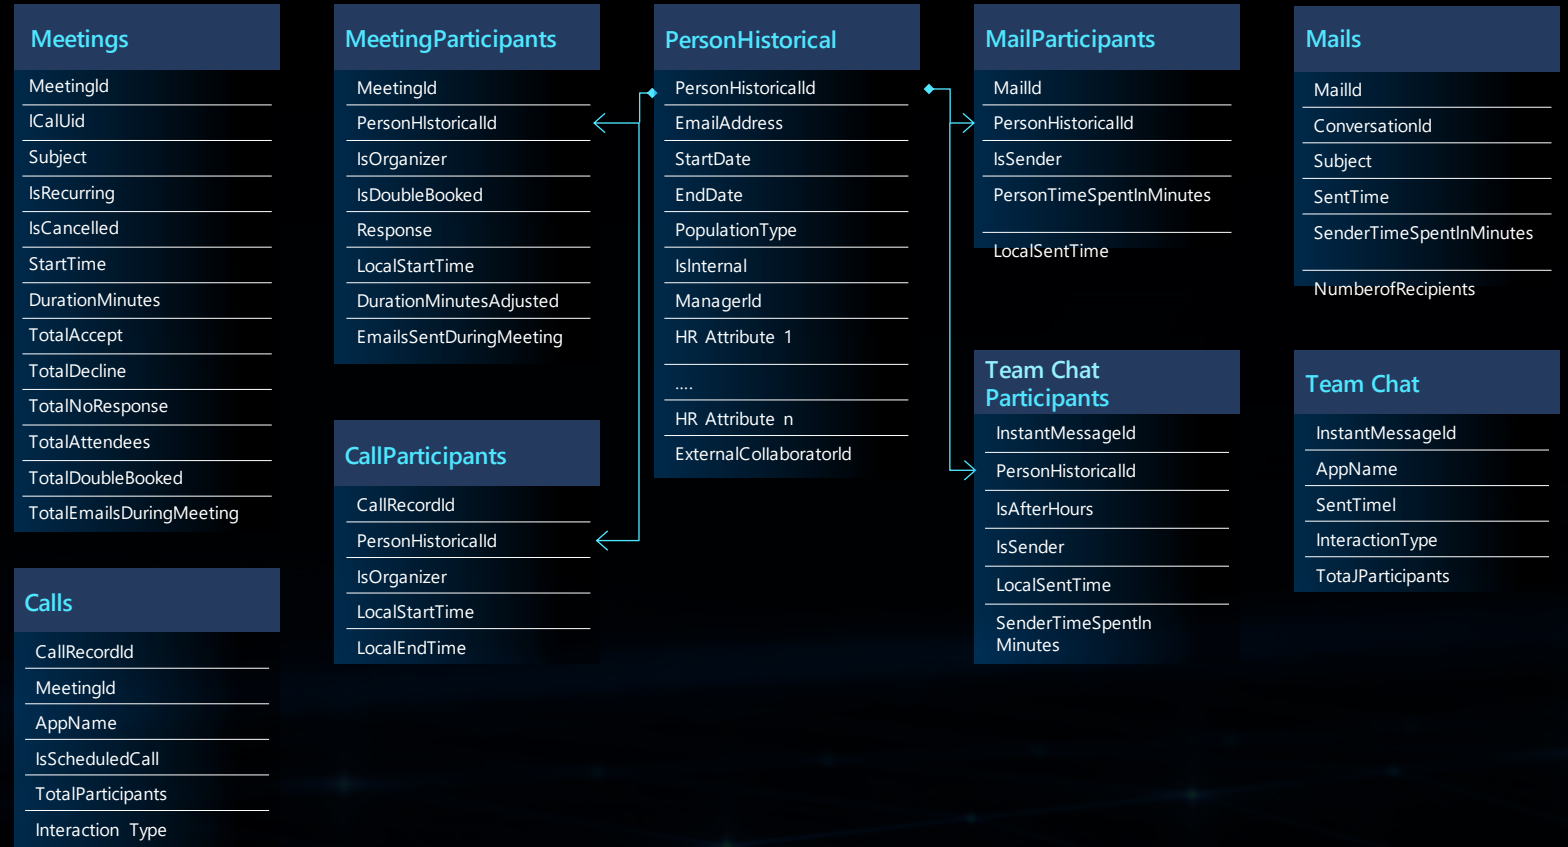 Meetings
MeetingId
ICalUid
Subject
IsRecurring
IsCancelled
StartTime
DurationMinutes
TotalAccept
TotalDecline
TotalNoResponse
TotalAttendees
TotalDoubleBooked
TotalEmailsDuringMeeting
Calls
CallRecordId
MeetingId
AppName
IsScheduledCall
TotalParticipants
Interaction Type
MeetingParticipants
MeetingId
PersonHIstoricalId
IsOrganizer
IsDoubleBooked
Response
LocalStartTime
DurationMinutesAdjusted
EmailsSentDuringMeeting
CallParticipants
CallRecordId
PersonHistoricalId
IsOrganizer
LocalStartTime
LocalEndTime
PersonHistorical
PersonHistoricalId
EmailAddress
StartDate
EndDate
PopulationType
IsInternal
ManagerId
HR Attribute 1
....
HR Attribute n
ExternalCollaboratorId
MailParticipants
MailId
PersonHistoricalId
IsSender
PersonTimeSpentInMinutes
LocalSentTime
Team Chat
Participants
InstantMessageId
PersonHistoricalId
IsAfterHours
IsSender
LocalSentTime
SenderTimeSpentIn
Minutes
Mails
MailId
ConversationId
Subject
SentTime
SenderTimeSpentInMinutes
NumberofRecipients
Team Chat
InstantMessageId
AppName
SentTimel
InteractionType
TotaJParticipants